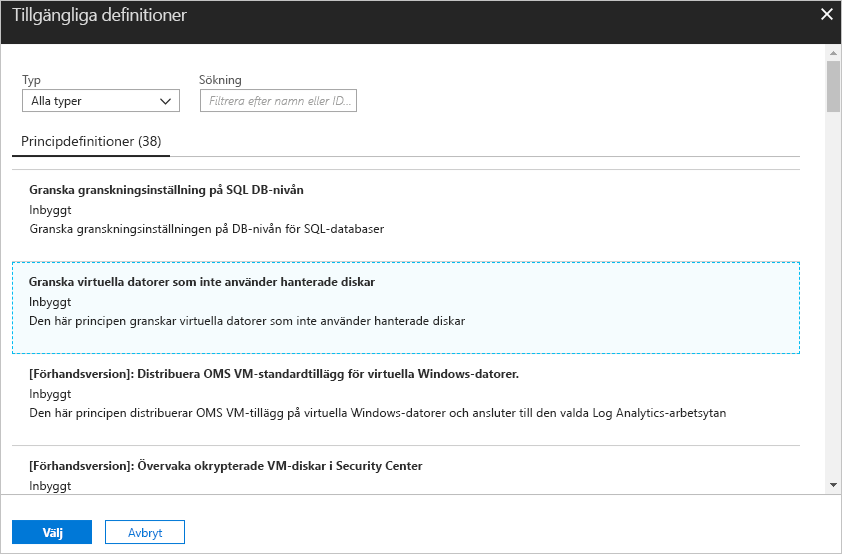 Tillgängliga definitioner
Typ
Sökning
Alla typer
Filtrera efter namn eller ID...
Principdefinitioner (38)
Granska granskningsinställning på SQL DB-nivån
Inbyggt
Granska granskningsinställningen på DB-nivån för SQL-databaser
Granska virtuella datorer som inte använder hanterade diskar
Inbyggt
Den här principen granskar virtuella datorer som inte använder hanterade diskar
[Förhandsversion]: Distribuera OMS VM-standardtillägg för virtuella Windows-datorer.
Inbyggt
Den här principen distribuerar OMS VM-tillägg på virtuella Windows-datorer och ansluter till den valda Log Analytics-arbetsytan
[Förhandsversion]: Övervaka okrypterade VM-diskar i Security Center
Inbyggt
Välj
Avbryt